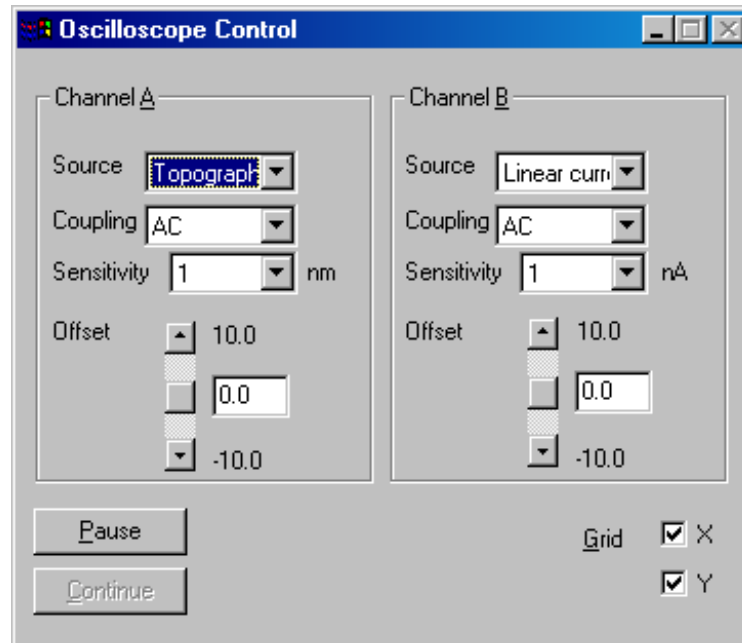 Oscilloscope Control
Channel A
Source Topograph
Coupling AC
Sensitivity 1 nm
Offset 10.0
0.0
-10.0
Channel B
Source Linear curr
Coupling AC
Sensitivity 1 nA
Offset 10.0
0.0
-10.0
Pause
Continue
Grid X
Y